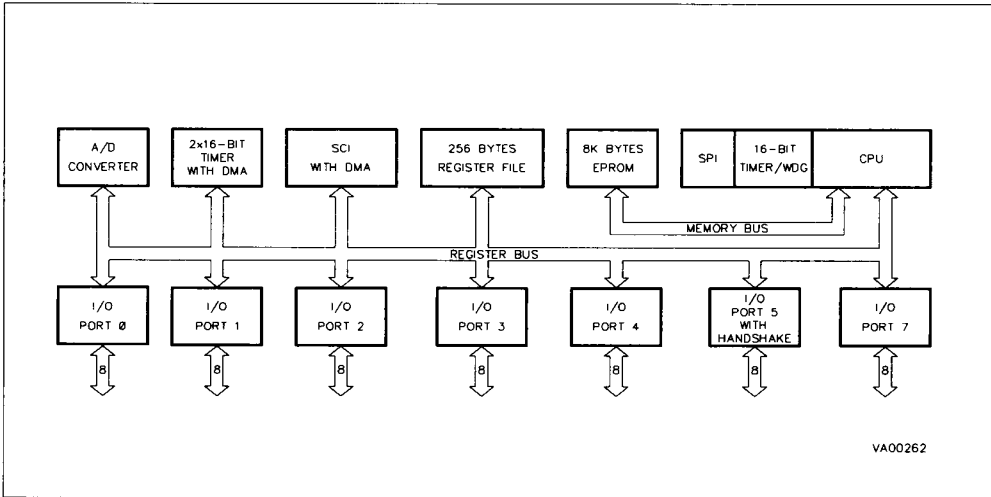 A/D
CONVERTER
2x16-BIT
TIMER
WITH DMA
SCI
WITH DMA
256 BYTES
REGISTER FILE
8K BYTES
EPROM
SPI
16-BIT
TIMER/WDG
CPU
MEMORY BUS
REGISTER BUS
I/O
PORT 0
I/O
PORT 1
I/O
PORT 2
I/O
PORT 3
I/O
PORT 4
I/O
PORT 5
WITH
HANDSHAKE
I/O
PORT 7
8
8
8
8
8
8
8
VA00262